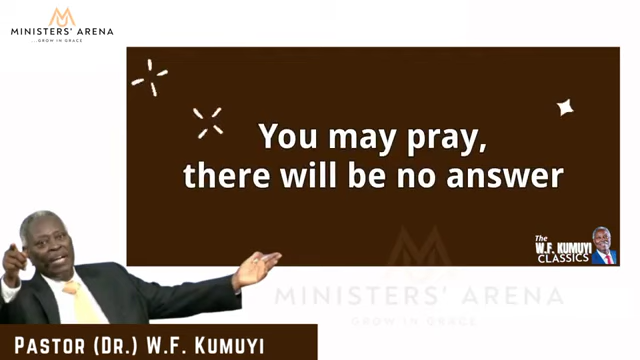 MINISTERS' ARENA
...GROW IN GRACE
You may pray,
there will be no answer
The
W.F. KUMUYI
CLASSICS
MINISTERS' ARENA
GROW IN GRACE
PASTOR (DR.) W.F. KUMUYI